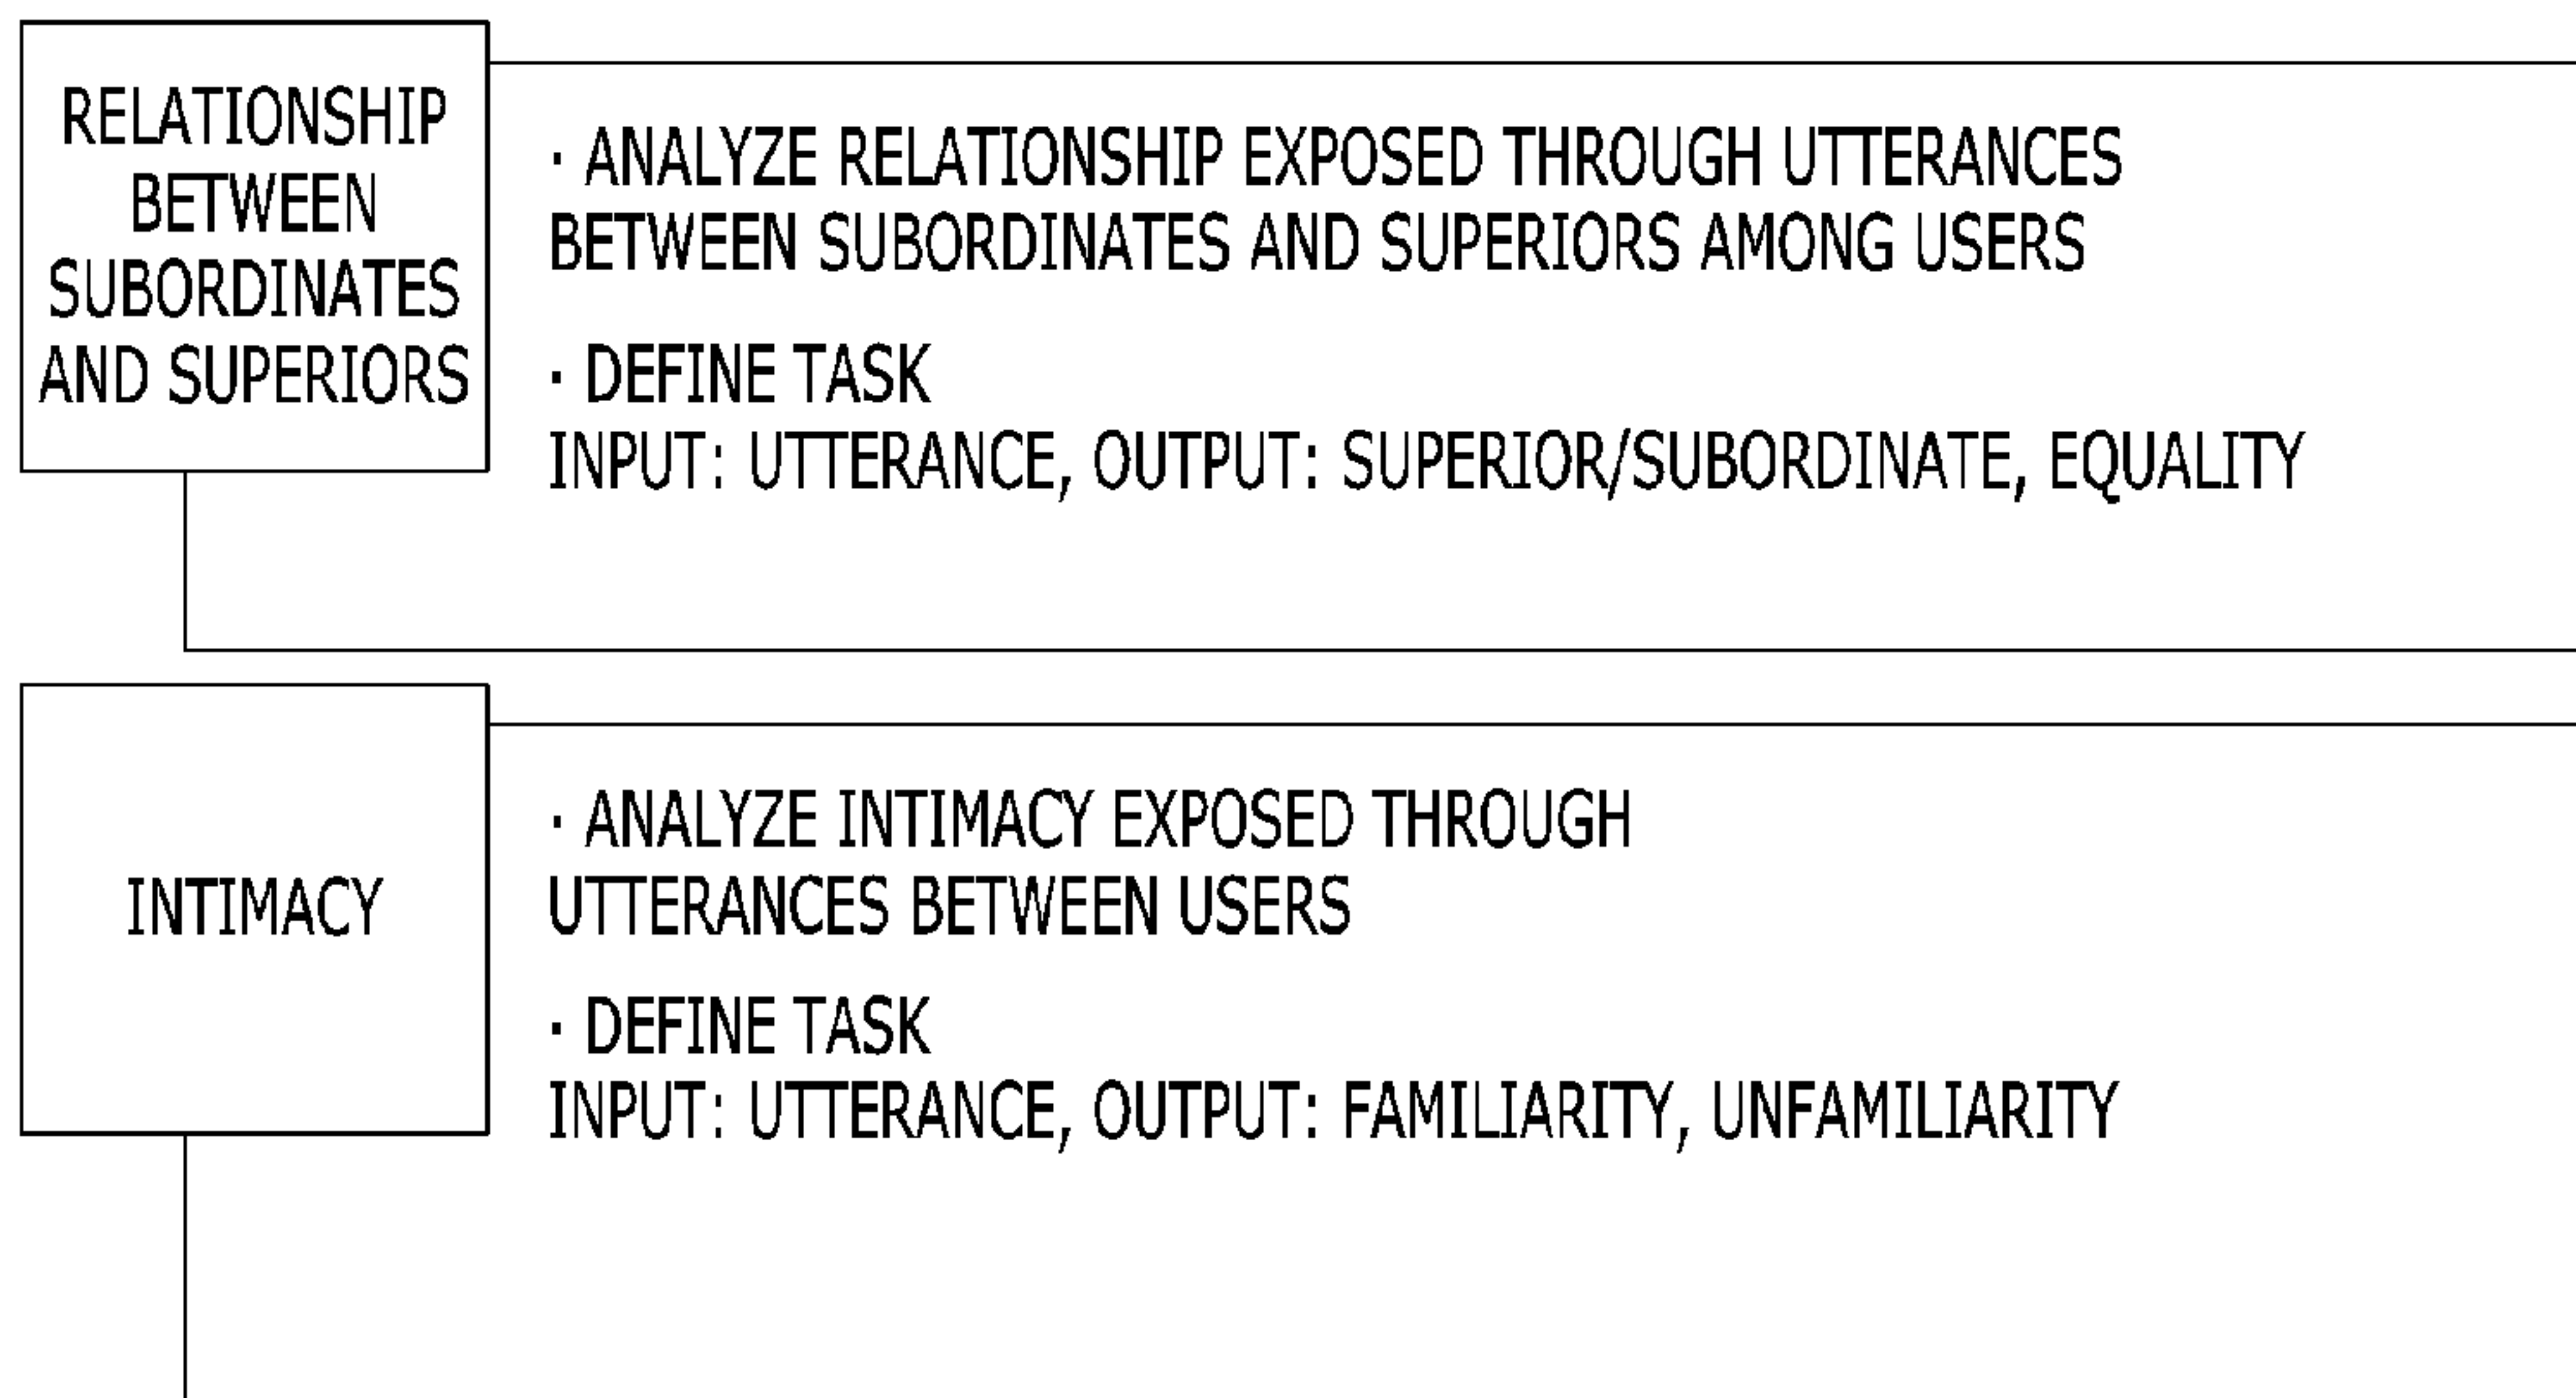 RELATIONSHIP
BETWEEN
SUBORDINATES
AND SUPERIORS
· ANALYZE RELATIONSHIP EXPOSED THROUGH UTTERANCES
BETWEEN SUBORDINATES AND SUPERIORS AMONG USERS
· DEFINE TASK
INPUT: UTTERANCE, OUTPUT: SUPERIOR/SUBORDINATE, EQUALITY
INTIMACY
· ANALYZE INTIMACY EXPOSED THROUGH
UTTERANCES BETWEEN USERS
· DEFINE TASK
INPUT: UTTERANCE, OUTPUT: FAMILIARITY, UNFAMILIARITY